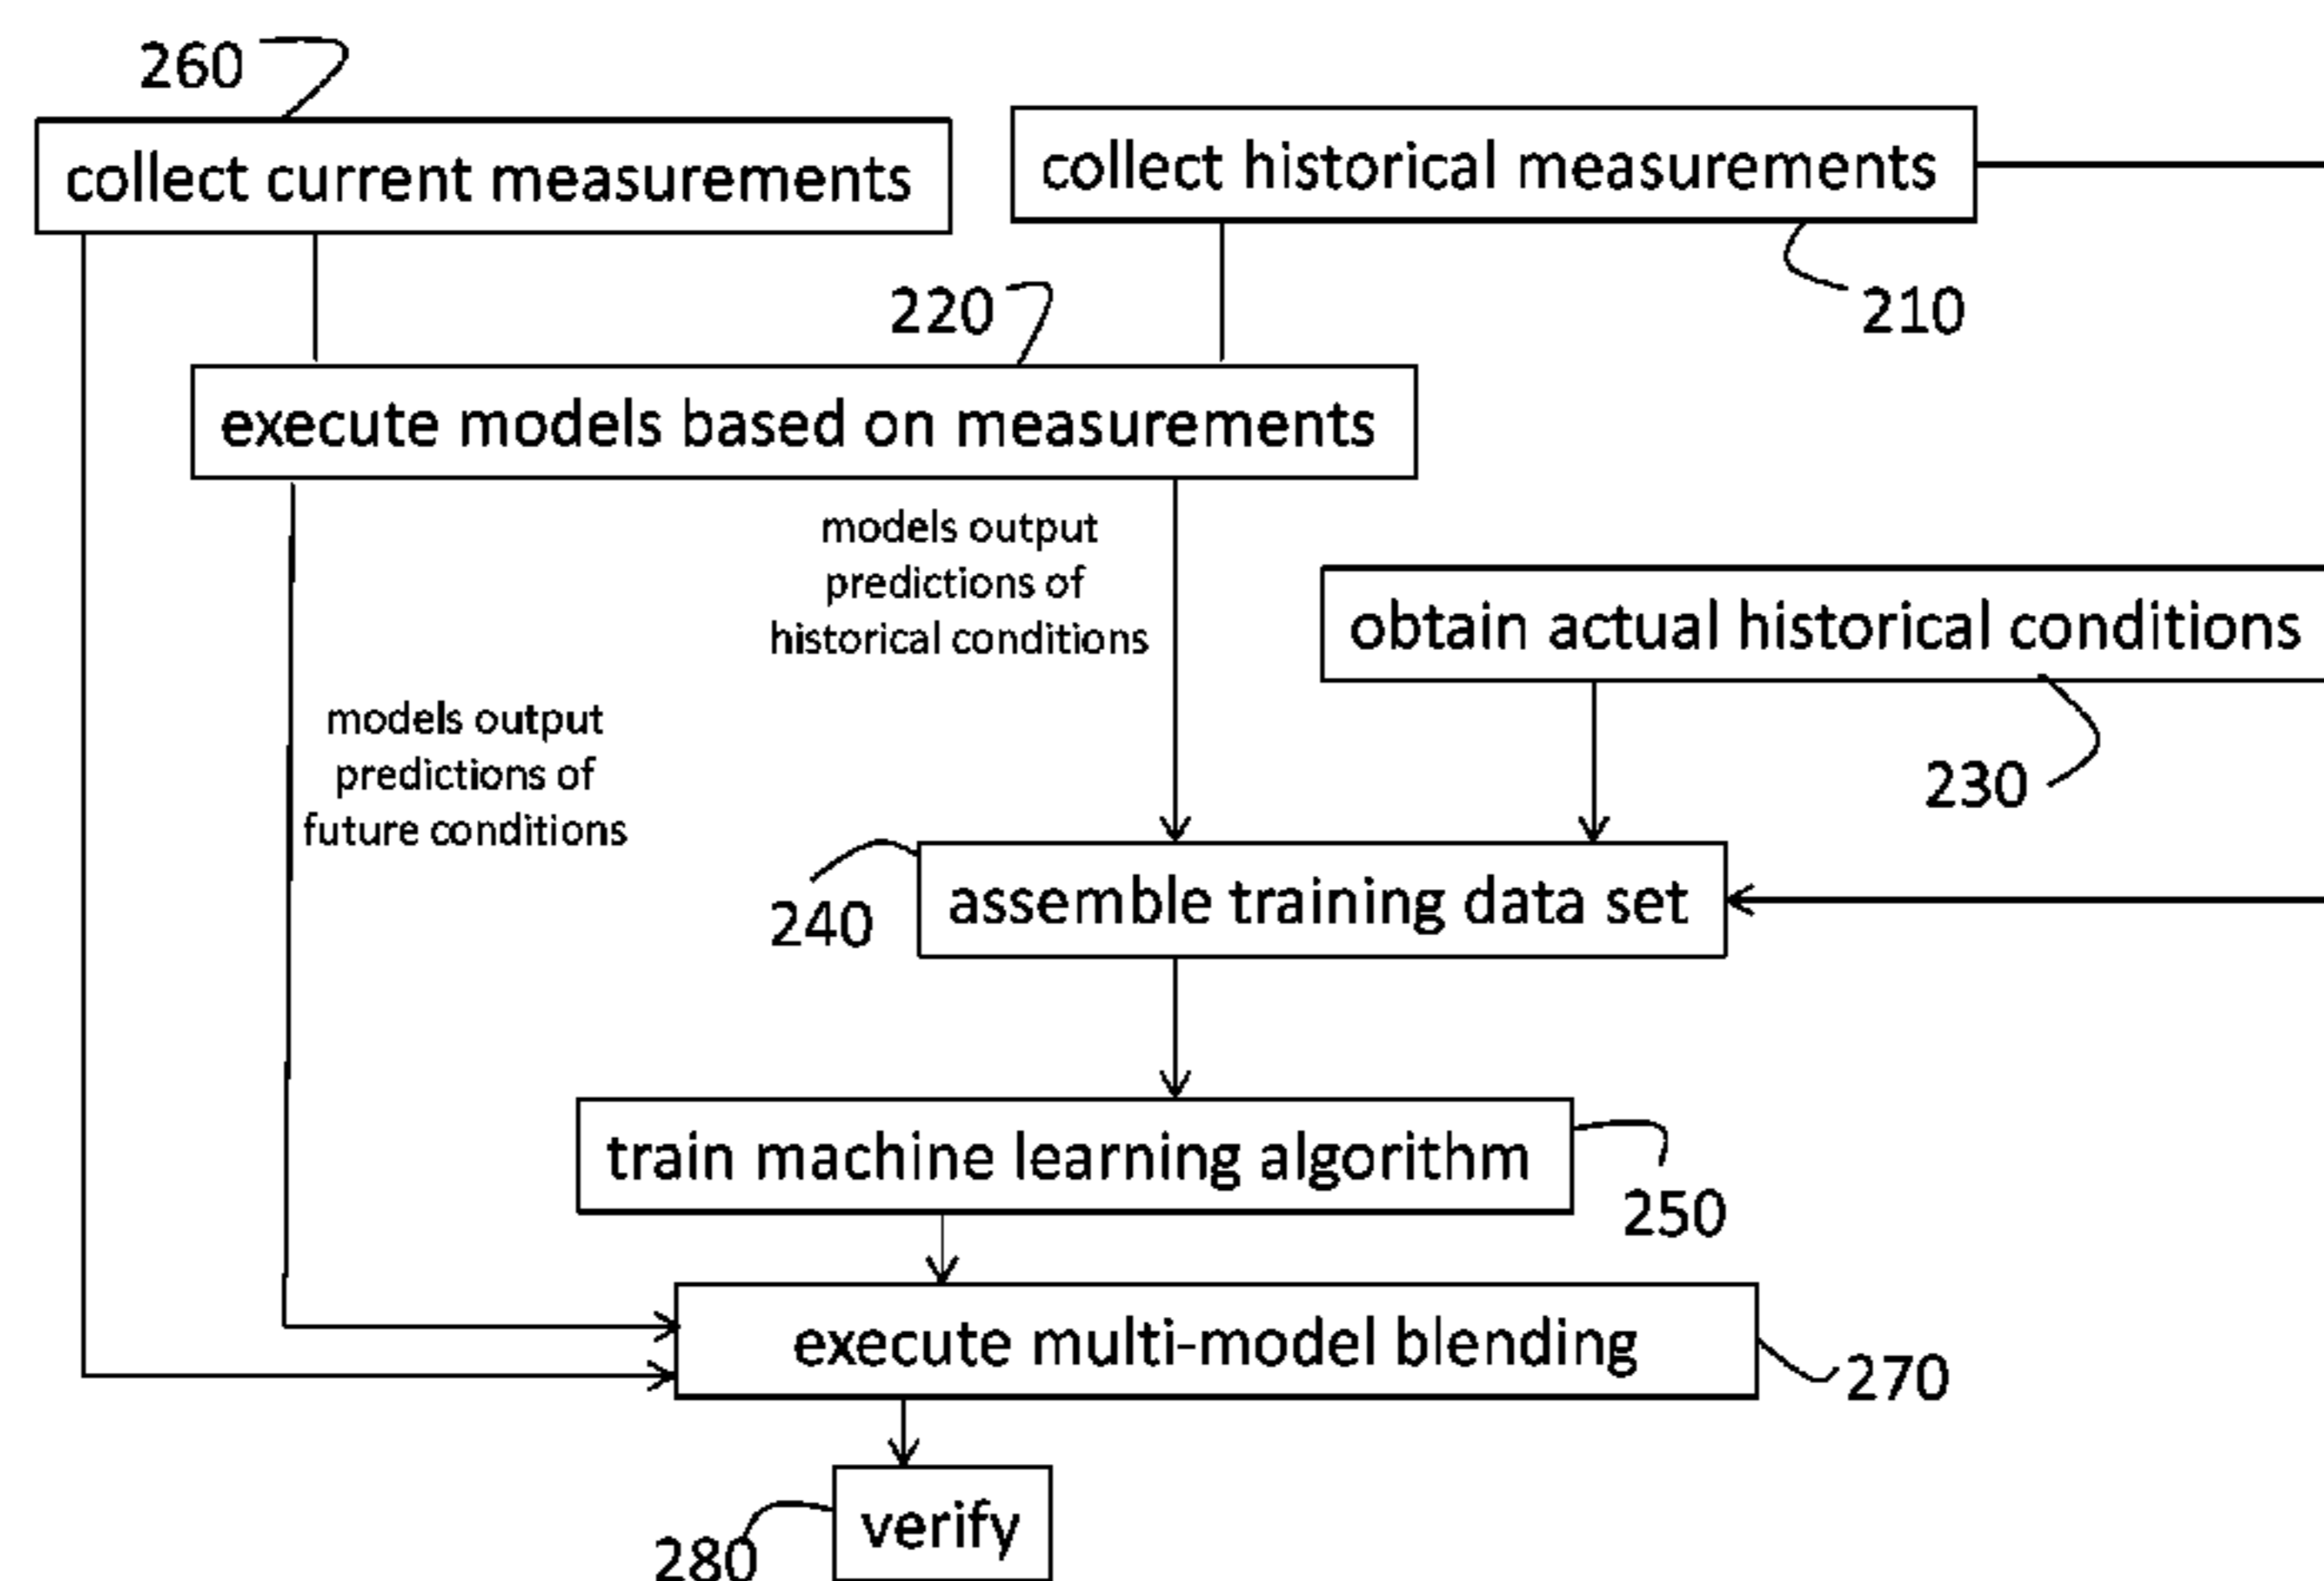 260
collect current measurements
collect historical measurements
220
210
execute models based on measurements
models output
predictions of
historical conditions
obtain actual historical conditions
models output
predictions of
future conditions
230
240
assemble training data set
train machine learning algorithm
250
execute multi-model blending
270
verify
280